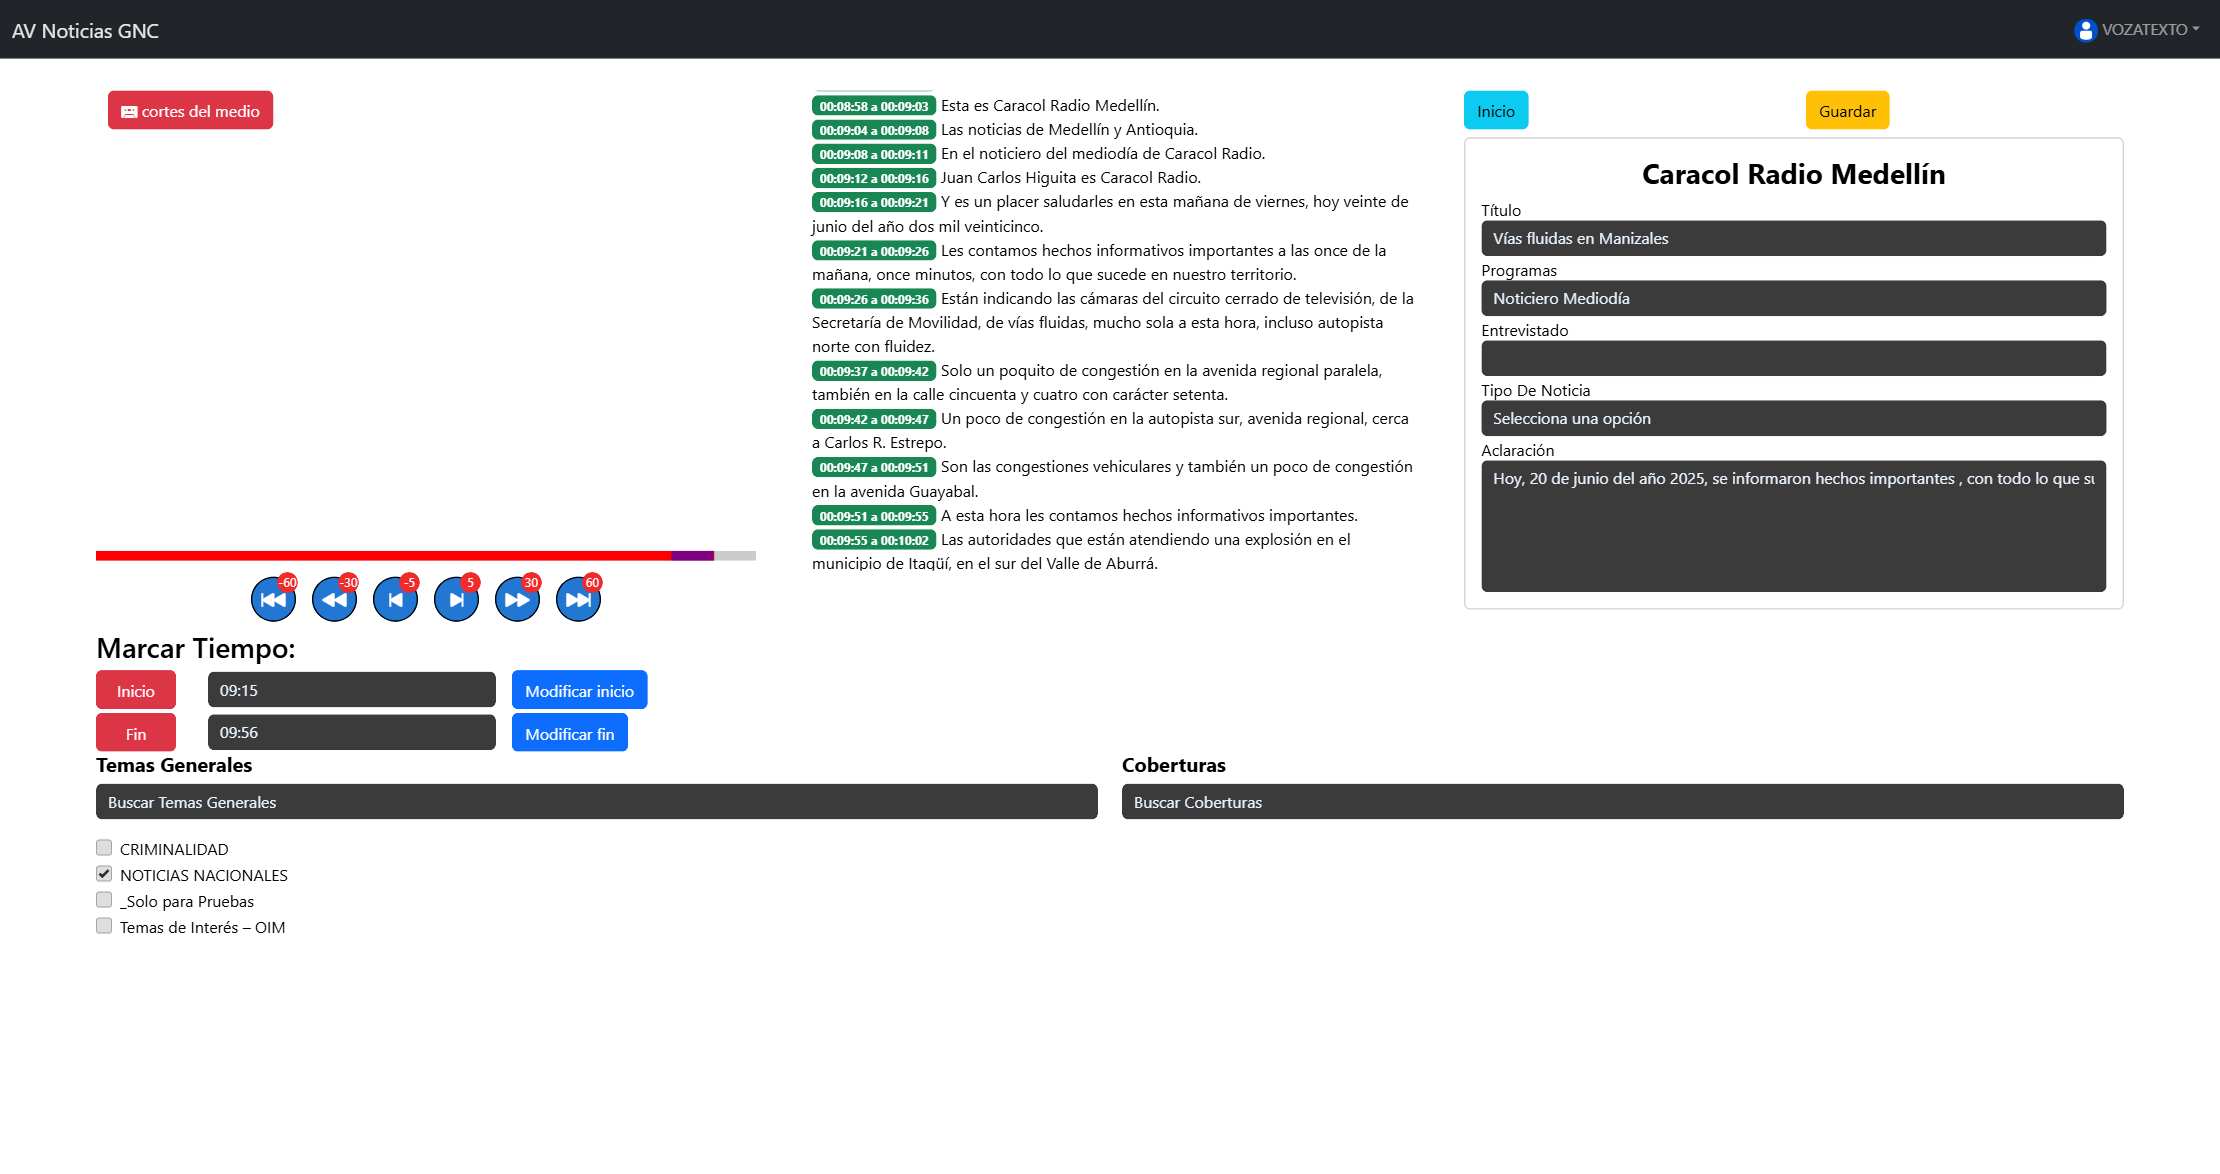 AV Noticias GNC
VOZATEXTO
cortes del medio
-60
-30
-5
5
30
60
Marcar Tiempo:
Inicio
09:15
Modificar inicio
Fin
09:56
Modificar fin
00:08:58 a 00:09:03 Esta es Caracol Radio Medellín.
00:09:04 a 00:09:08 Las noticias de Medellín y Antioquia.
00:09:08 a 00:09:11 En el noticiero del mediodía de Caracol Radio.
00:09:12 a 00:09:16 Juan Carlos Higuita es Caracol Radio.
00:09:16 a 00:09:21 Y es un placer saludarles en esta mañana de viernes, hoy veinte de
junio del año dos mil veinticinco.
00:09:21 a 00:09:26 Les contamos hechos informativos importantes a las once de la
mañana, once minutos, con todo lo que sucede en nuestro territorio.
00:09:26 a 00:09:36 Están indicando las cámaras del circuito cerrado de televisión, de la
Secretaría de Movilidad, de vías fluidas, mucho sola a esta hora, incluso autopista
norte con fluidez.
00:09:37 a 00:09:42 Solo un poquito de congestión en la avenida regional paralela,
también en la calle cincuenta y cuatro con carácter setenta.
00:09:42 a 00:09:47 Un poco de congestión en la autopista sur, avenida regional, cerca
a Carlos R. Estrepo.
00:09:47 a 00:09:51 Son las congestiones vehiculares y también un poco de congestión
en la avenida Guayabal.
00:09:51 a 00:09:55 A esta hora les contamos hechos informativos importantes.
00:09:55 a 00:10:02 Las autoridades que están atendiendo una explosión en el
municipio de Itagüí, en el sur del Valle de Aburrá.
Inicio
Guardar
Caracol Radio Medellín
Título
Vías fluidas en Manizales
Programas
Noticiero Mediodía
Entrevistado
Tipo De Noticia
Selecciona una opción
Aclaración
Hoy, 20 de junio del año 2025, se informaron hechos importantes , con todo lo que su
Temas Generales
Buscar Temas Generales
CRIMINALIDAD
NOTICIAS NACIONALES
_Solo para Pruebas
Temas de Interés – OIM
Coberturas
Buscar Coberturas